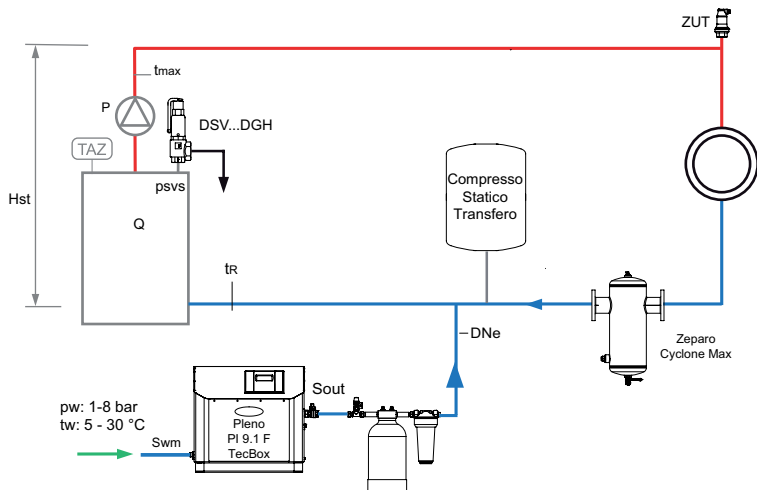 ZUT
tmax
P
DSV...DGH
TAZ
psvs
Compresso
Statico
Transfero
Hst
Q
tR
DNe
Zeparo
Cyclone Max
pw: 1-8 bar
tw: 5 - 30 °C
Swm
Pleno
PI 9.1 F
TecBox
Sout